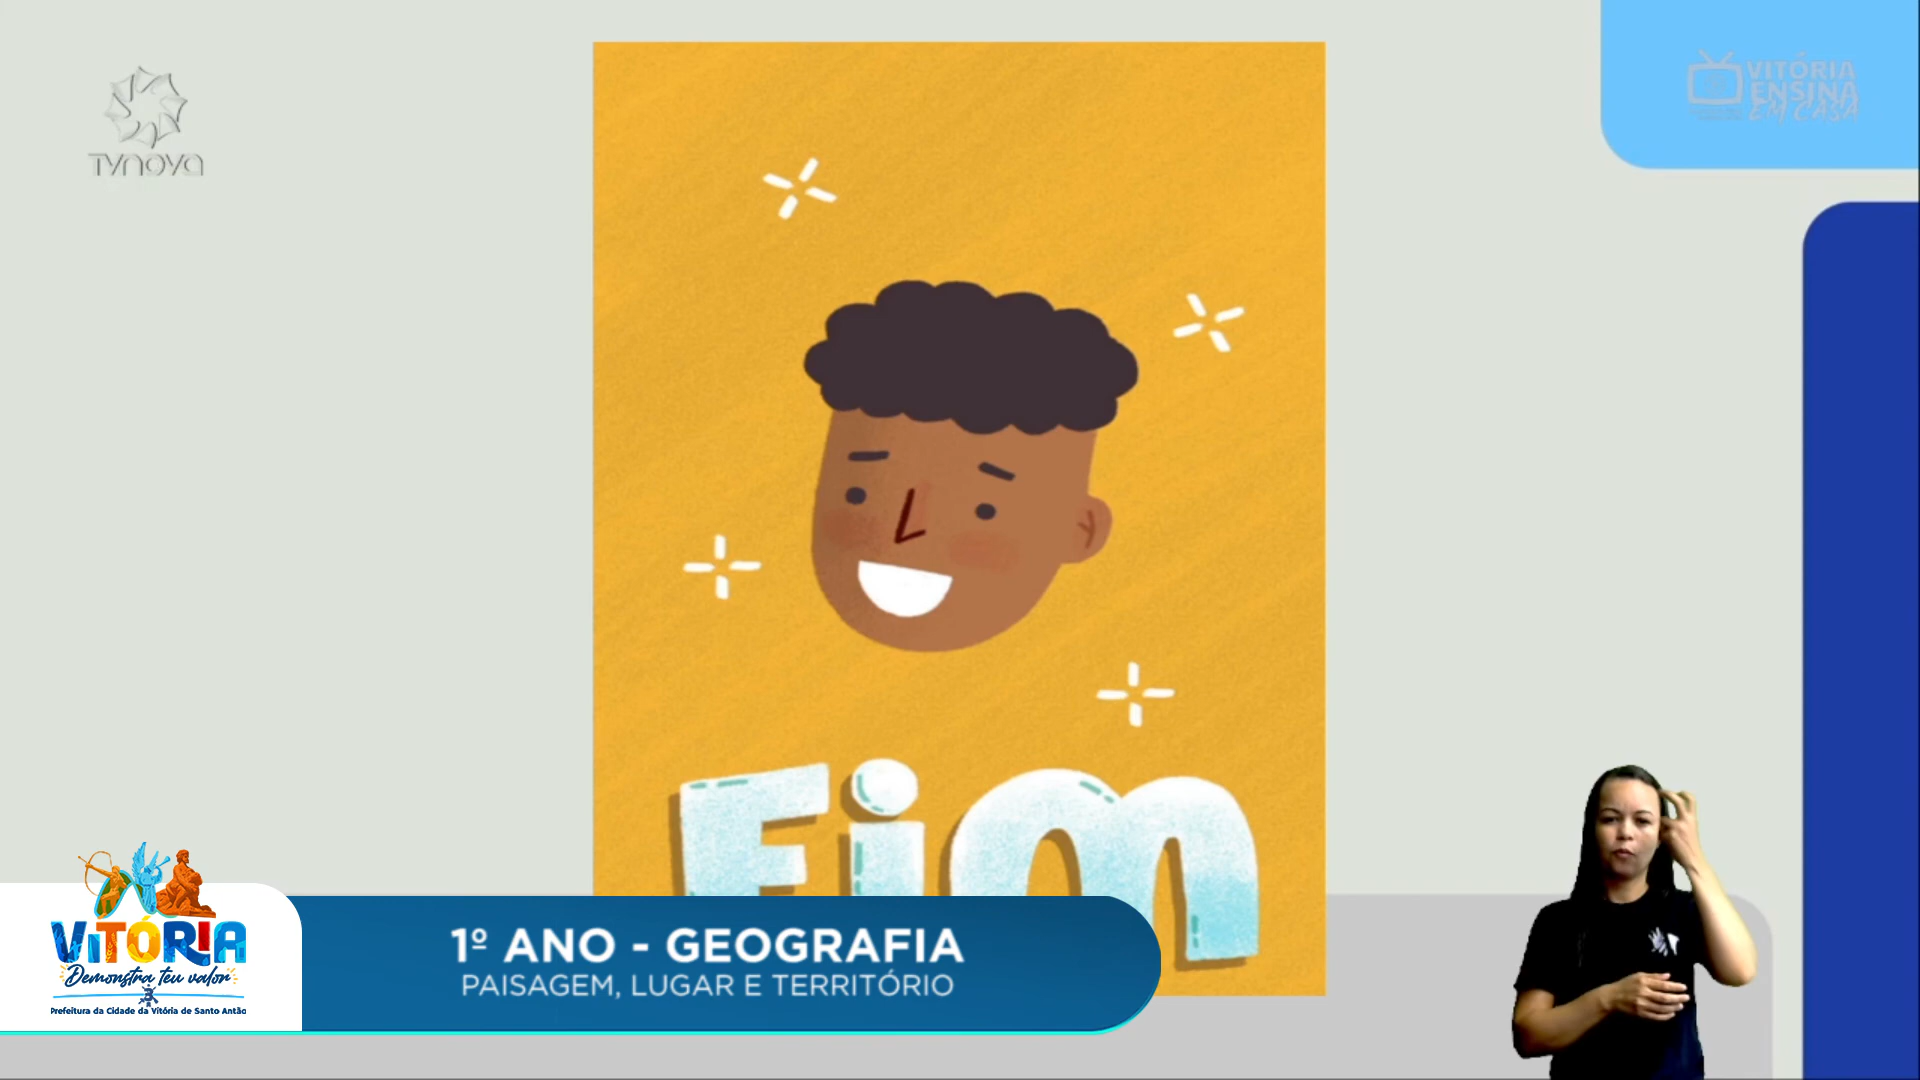 TVNOVA
VITÓRIA
ENSINA
EM CASA
Fim
VITÓRIA
Demonstra teu valor
Prefeitura da Cidade da Vitória de Santo Antão
1º ANO - GEOGRAFIA
PAISAGEM, LUGAR E TERRITÓRIO